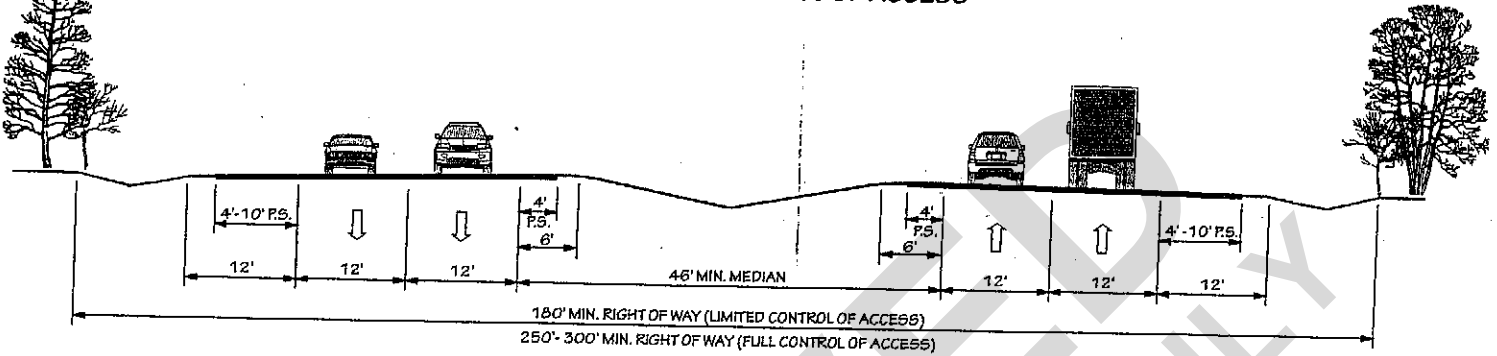 4'-10' P.S.
4'
P.S.
6'
4'
P.S.
6'
4'-10' P.S.
12'
12'
12'
46' MIN. MEDIAN
12'
12'
12'
180' MIN. RIGHT OF WAY (LIMITED CONTROL OF ACCESS)
250'- 300' MIN. RIGHT OF WAY (FULL CONTROL OF ACCESS)